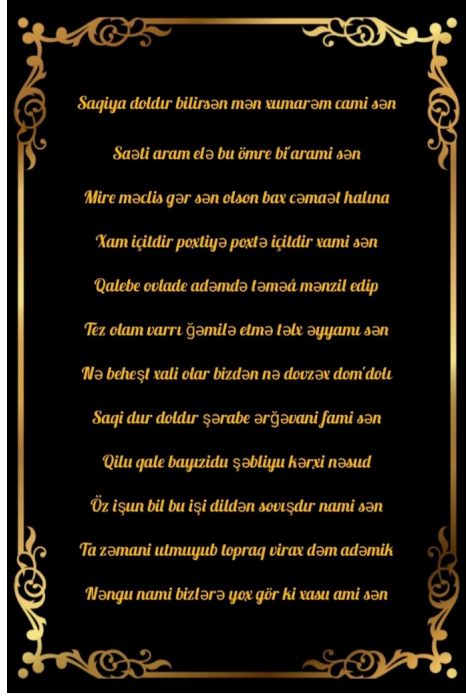 Saqiya doldır bilirsən mən xumarəm cami sən
Saəti aram elə bu ömre bi'arami sən
Mire məclis gər sən olson bax cəmaət halına
Xam içitdir poxtiyə poxtə içitdir xami sən
Qalebe ovlade adəmdə təməá mənzil edip
Tez olam varrı ğəmilə etmə təlx əyyamı sən
Nə beheşt xali olar bizdən nə dovzəx dom'dolı
Saqi dur doldır şərabe ərğəvani fami sən
Qilu qale bayızidu şəbliyu kərxi nəsud
Öz işun bil bu işi dildən sovışdır nami sən
Ta zəmani utmuyub topraq virax dəm adəmik
Nəngu nami bizlərə yox gör ki xasu ami sən